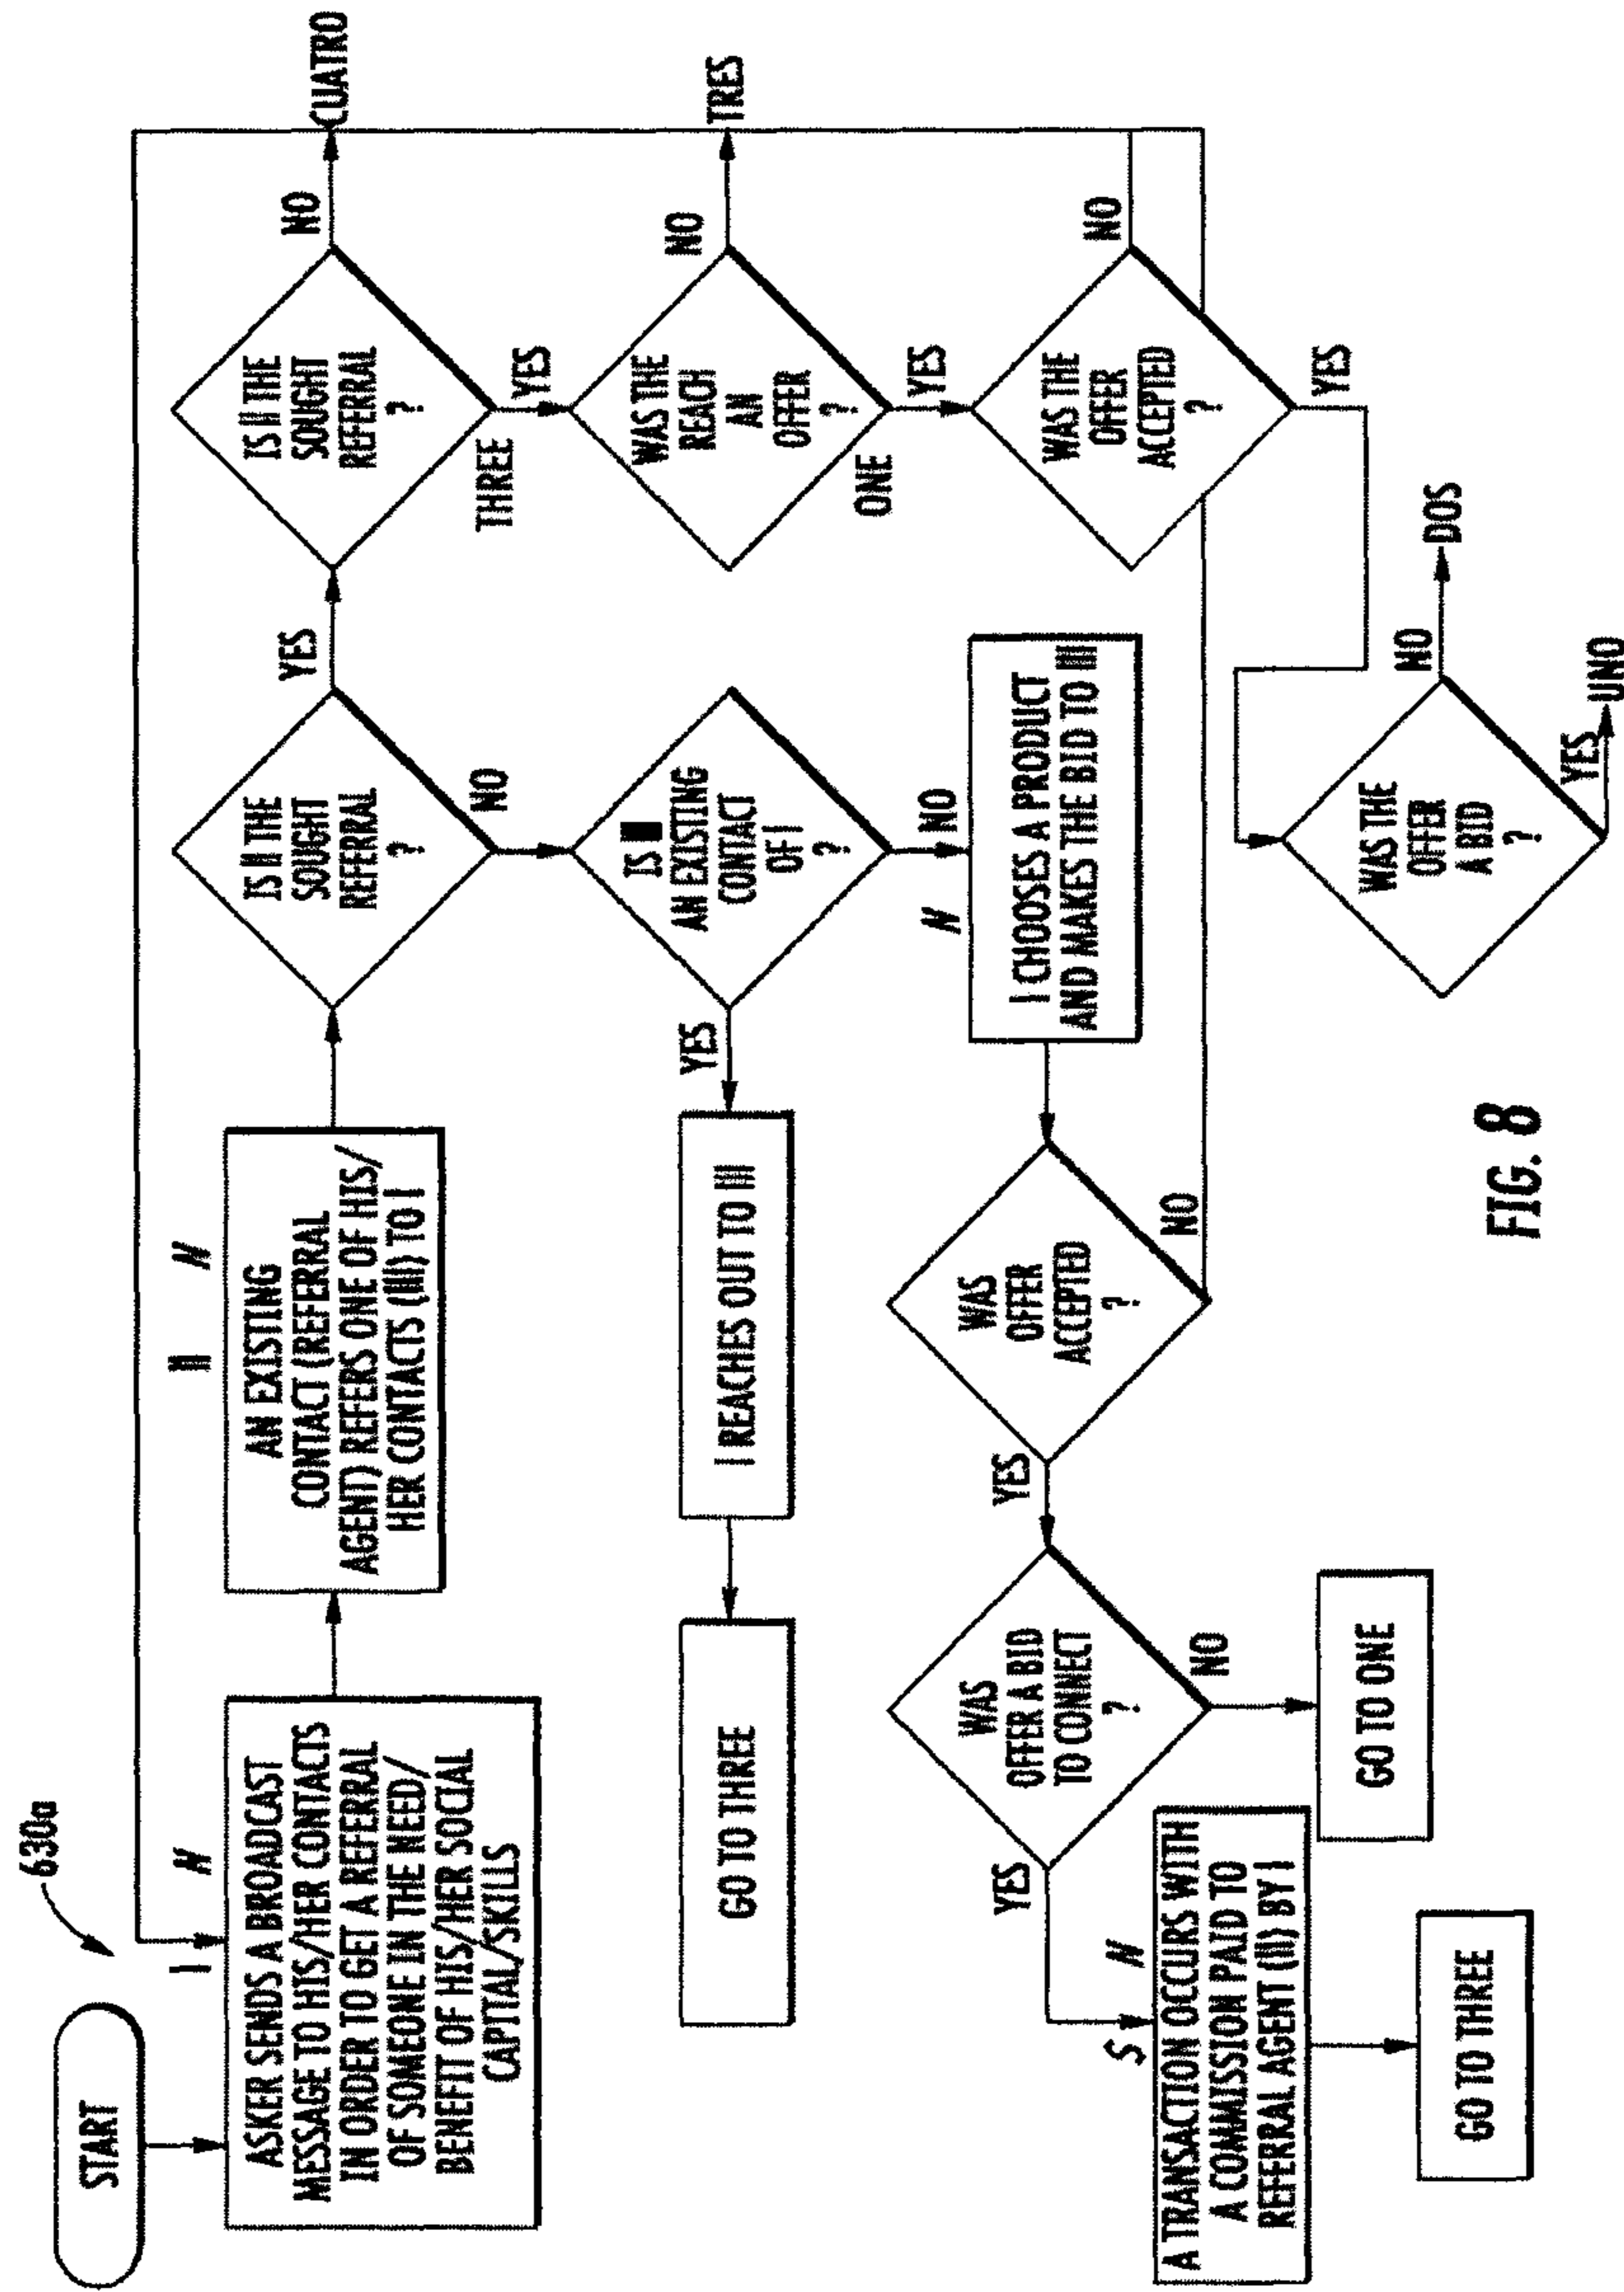 630a
START
I
N
ASKER SENDS A BROADCAST
MESSAGE TO HIS/HER CONTACTS
IN ORDER TO GET A REFERRAL
OF SOMEONE IN THE NEED/
BENEFIT OF HIS/HER SOCIAL
CAPITAL/SKILLS
II
N
AN EXISTING
CONTACT (REFERRAL
AGENT) REFERS ONE OF HIS/
HER CONTACTS (III) TO I
IS II THE
SOUGHT
REFERRAL
?
YES
NO
IS II THE
SOUGHT
REFERRAL
?
NO
CUATRO
THREE
YES
IS
AN EXISTING
CONTACT
OF I
?
YES
NO
I REACHES OUT TO III
GO TO THREE
WAS THE
REACH
AN
OFFER
?
NO
TRES
ONE
YES
N
I CHOOSES A PRODUCT
AND MAKES THE BID TO III
WAS
OFFER
ACCEPTED
?
YES
NO
WAS THE
OFFER
ACCEPTED
?
NO
YES
WAS
OFFER A BID
TO CONNECT
?
YES
NO
GO TO ONE
S
N
A TRANSACTION OCCURS WITH
A COMMISSION PAID TO
REFERRAL AGENT (II) BY I
GO TO THREE
WAS THE
OFFER
A BID
?
NO
DOS
YES
UNO
FIG. 8